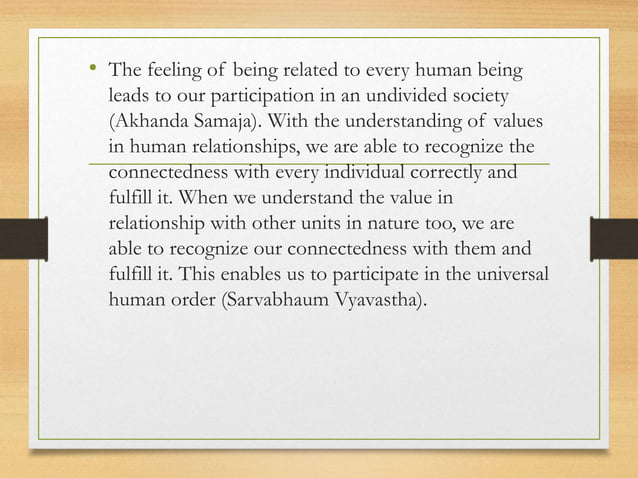 • The feeling of being related to every human being
leads to our participation in an undivided society
(Akhanda Samaja). With the understanding of values
in human relationships, we are able to recognize the
connectedness with every individual correctly and
fulfill it. When we understand the value in
relationship with other units in nature too, we are
able to recognize our connectedness with them and
fulfill it. This enables us to participate in the universal
human order (Sarvabhaum Vyavastha).